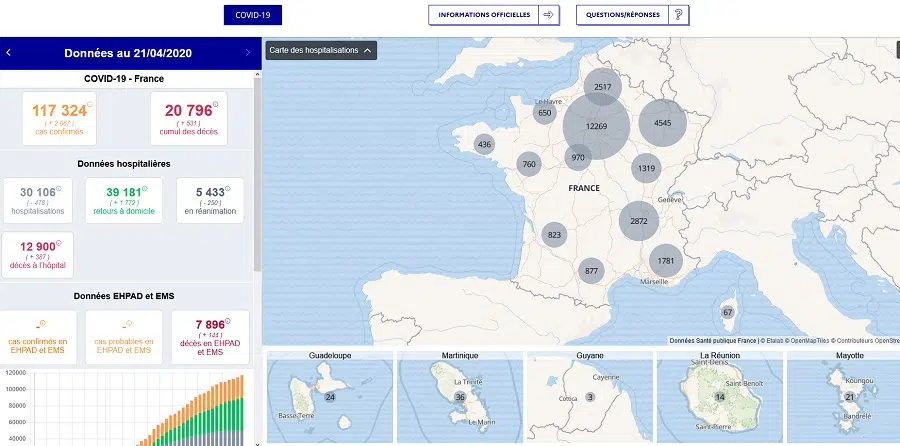 COVID-19
INFORMATIONS OFFICIELLES
QUESTIONS/RÉPONSES
Données au 21/04/2020
COVID-19 - France
117 324
( + 2 667 )
cas confirmés
20 796
( + 531 )
cumul des décès
Données hospitalières
30 106
( - 478 )
hospitalisations
39 181
( + 1 772 )
retours à domicile
5 433
( - 250 )
en réanimation
12 900
( + 387 )
décès à l'hôpital
Données EHPAD et EMS
-
cas confirmés en
EHPAD et EMS
-
cas probables en
EHPAD et EMS
7 896
( + 144 )
décès en EHPAD
et EMS
120000
100000
80000
60000
40000
Carte des hospitalisations
2517
Le Havre
650
12269
4545
436
760
970
1319
FRANCE
Genève
2872
823
877
1781
Marseille
67
Données Santé publique France | © Etalab © OpenMapTiles © Contributeurs OpenStre
Guadeloupe
24
Basse-Terre
Martinique
La Trinité
36
Le Marin
Guyane
Cayenne
Cottica
3
La Réunion
Saint-Denis
Saint-Benoît
14
Saint-Pierre
Mayotte
Koungou
21
Bandrélé